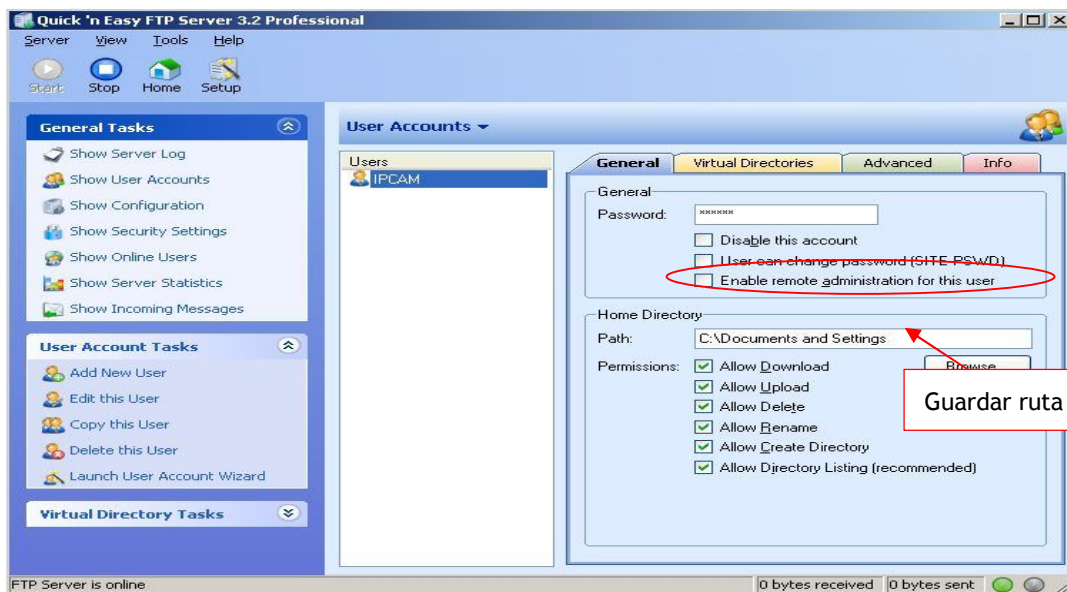 Quick 'n Easy FTP Server 3.2 Professional
Server View Tools Help
Start Stop Home Setup
General Tasks
Show Server Log
Show User Accounts
Show Configuration
Show Security Settings
Show Online Users
Show Server Statistics
Show Incoming Messages
User Account Tasks
Add New User
Edit this User
Copy this User
Delete this User
Launch User Account Wizard
Virtual Directory Tasks
User Accounts
Users
IPCAM
General Virtual Directories Advanced Info
General
Password: ××××××
Disable this account
User can change password (SITE PSWD)
Enable remote administration for this user
Home Directory
Path: C:\Documents and Settings
Permissions: Allow Download
Browse
Allow Upload
Allow Delete
Allow Rename
Allow Create Directory
Allow Directory Listing (recommended)
Guardar ruta
FTP Server is online 0 bytes received 0 bytes sent